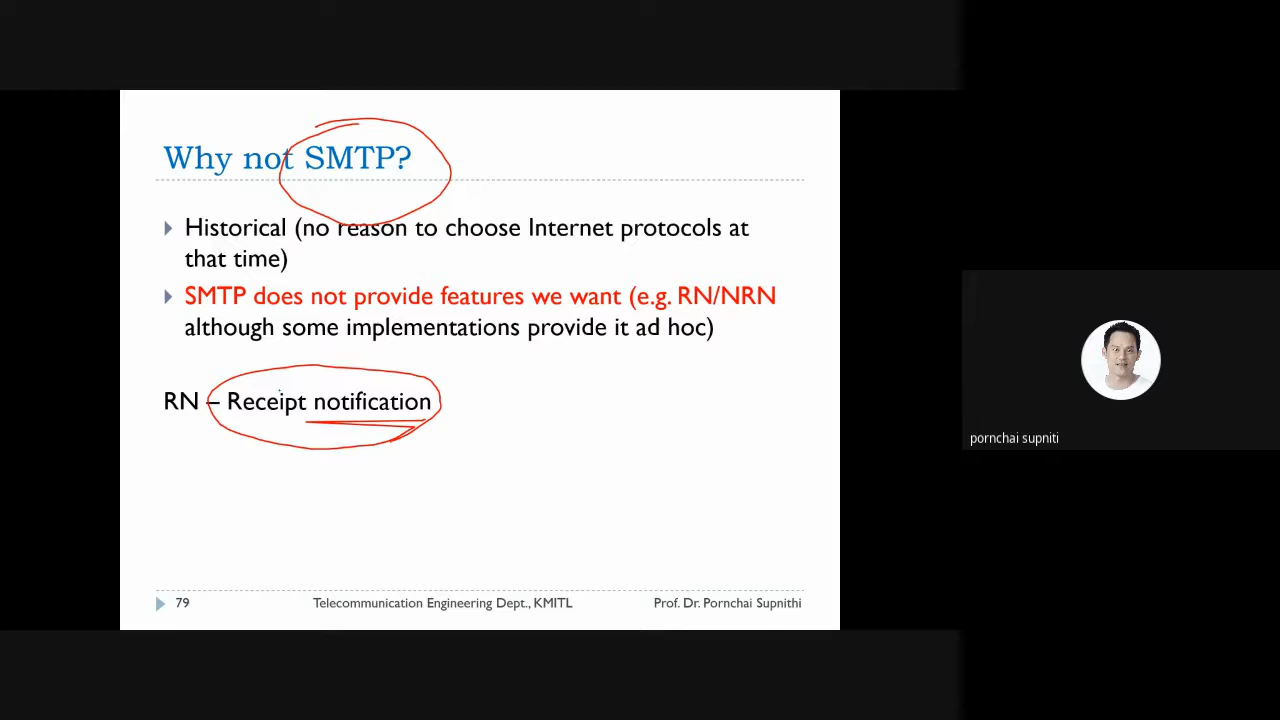 Why not SMTP?
Historical (no reason to choose Internet protocols at
that time)
SMTP does not provide features we want (e.g. RN/NRN
although some implementations provide it ad hoc)
RN – Receipt notification
79 Telecommunication Engineering Dept., KMITL Prof. Dr. Pornchai Supnithi
pornchai supniti